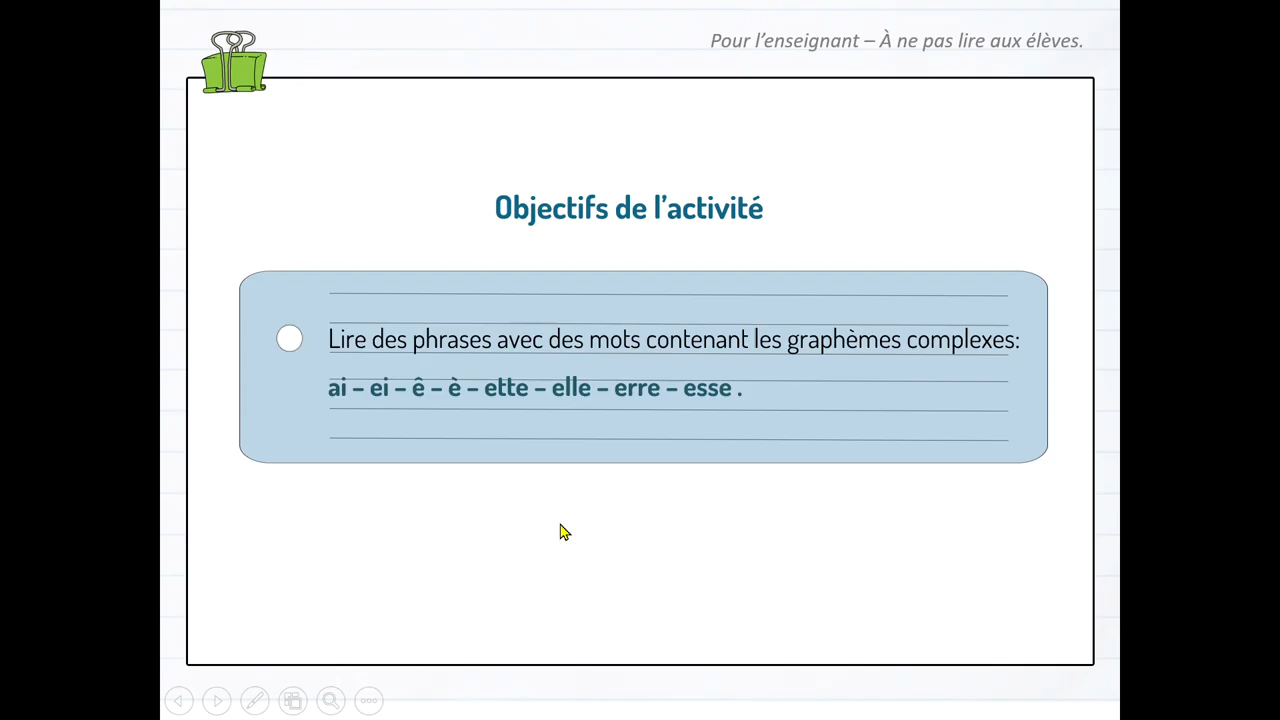 Pour l’enseignant – À ne pas lire aux élèves.
Objectifs de l’activité
Lire des phrases avec des mots contenant les graphèmes complexes:
ai – ei – ê – è – ette – elle – erre – esse .